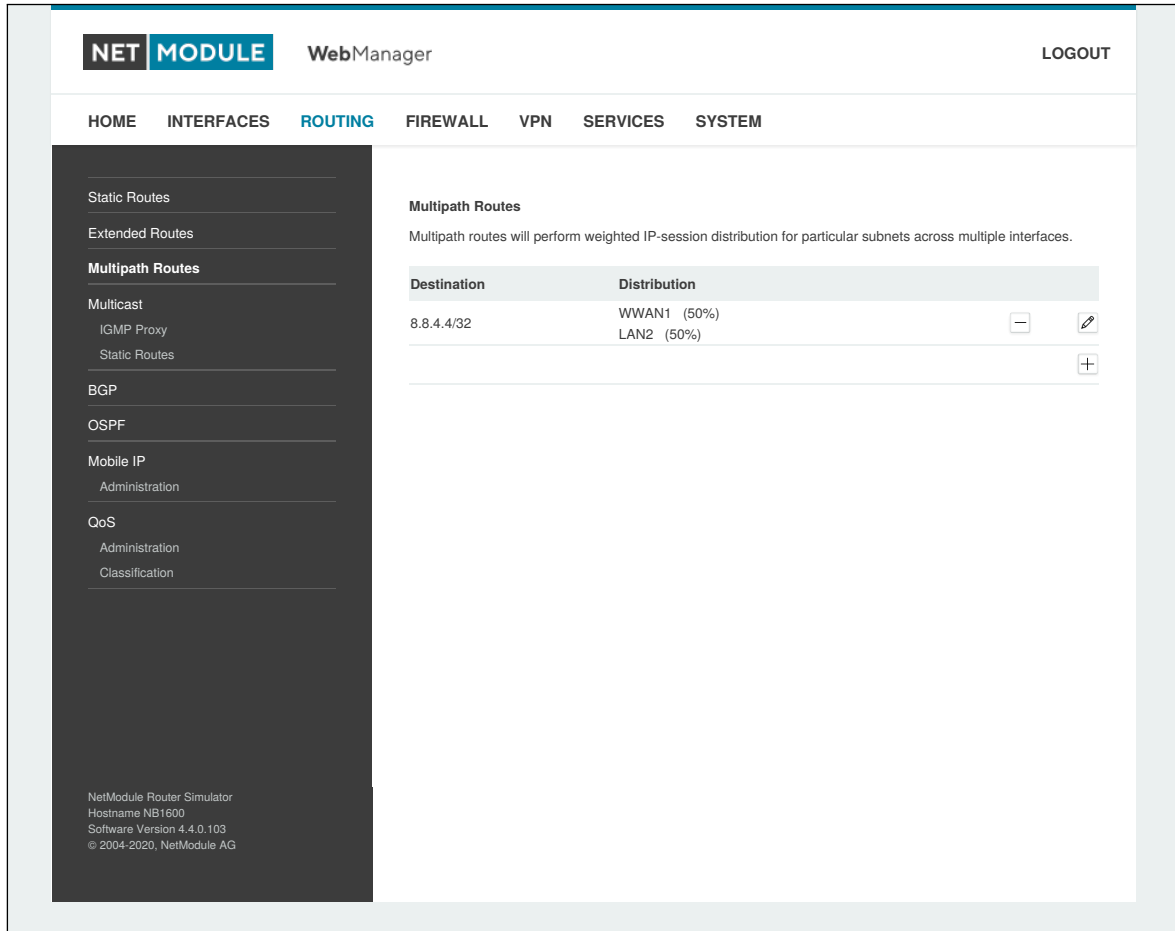 NET MODULE WebManager LOGOUT
HOME INTERFACES ROUTING FIREWALL VPN SERVICES SYSTEM
Static Routes
Extended Routes
Multipath Routes
Multicast
IGMP Proxy
Static Routes
BGP
OSPF
Mobile IP
Administration
QoS
Administration
Classification
NetModule Router Simulator
Hostname NB1600
Software Version 4.4.0.103
© 2004-2020, NetModule AG
Multipath Routes
Multipath routes will perform weighted IP-session distribution for particular subnets across multiple interfaces.
Destination Distribution
8.8.4.4/32 WWAN1 (50%)
LAN2 (50%)